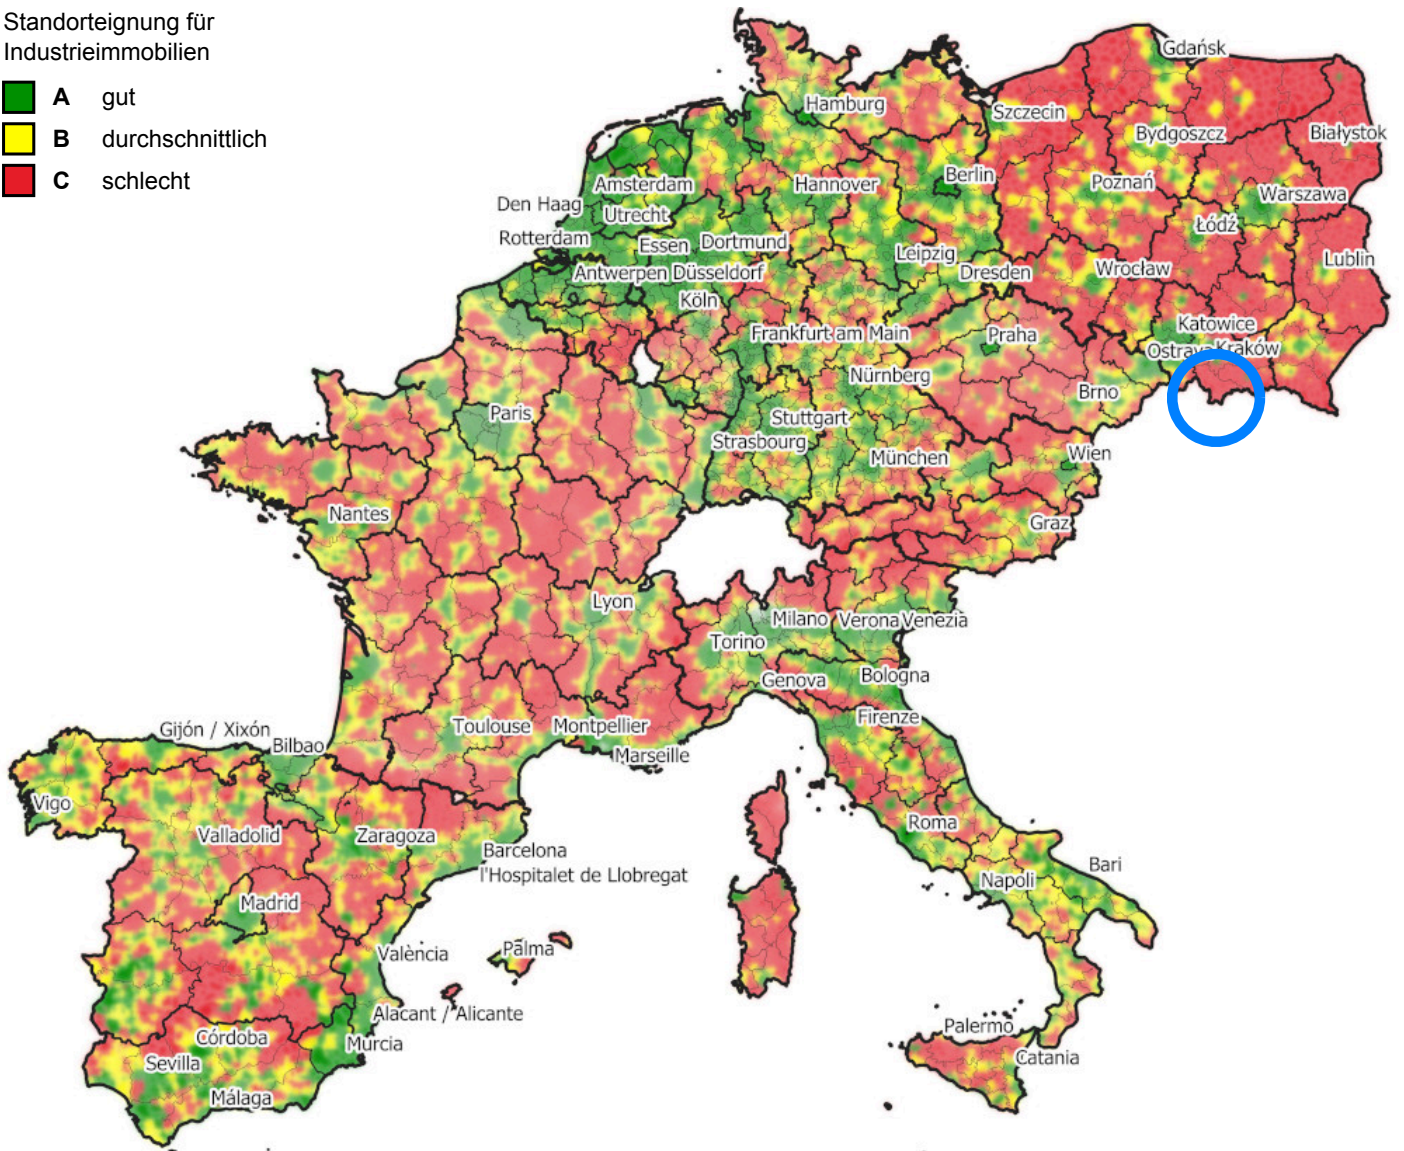 Standorteignung für
Industrieimmobilien
A gut
B durchschnittlich
C schlecht
Gdańsk
Hamburg
Szczecin
Bydgoszcz
Białystok
Amsterdam
Hannover
Berlin
Poznań
Warszawa
Den Haag
Utrecht
Łódź
Rotterdam
Essen
Dortmund
Leipzig
Lublin
Antwerpen
Düsseldorf
Dresden
Wrocław
Köln
Katowice
Frankfurt am Main
Praha
Ostrava
Kraków
Nürnberg
Brno
Paris
Stuttgart
Strasbourg
München
Wien
Nantes
Graz
Lyon
Milano
Verona
Venezia
Torino
Genova
Bologna
Firenze
Gijón / Xixón
Bilbao
Toulouse
Montpellier
Marseille
Vigo
Valladolid
Zaragoza
Roma
Barcelona
l'Hospitalet de Llobregat
Bari
Napoli
Madrid
València
Palma
Alacant / Alicante
Palermo
Córdoba
Murcia
Catania
Sevilla
Málaga